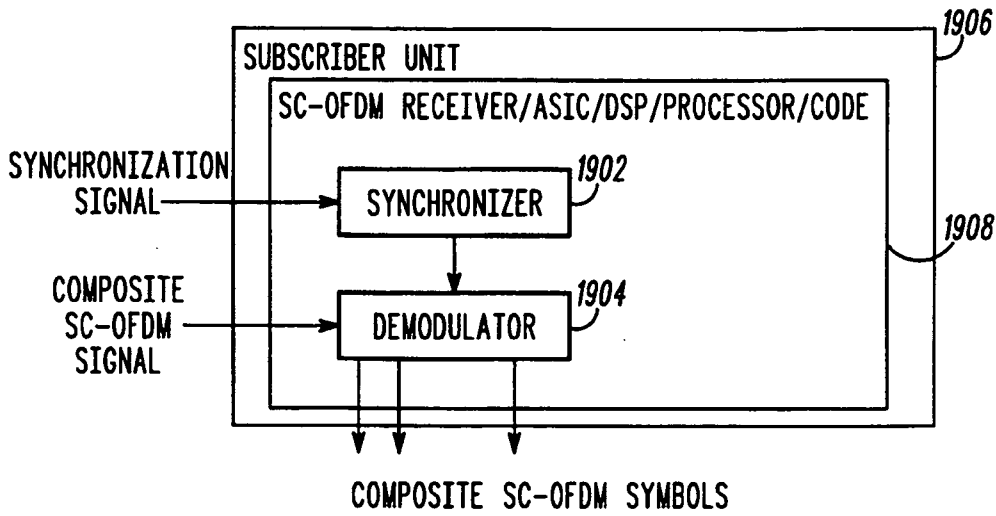 1906
SUBSCRIBER UNIT
SC-OFDM RECEIVER/ASIC/DSP/PROCESSOR/CODE
SYNCHRONIZATION
SIGNAL
1902
SYNCHRONIZER
1908
COMPOSITE
SC-OFDM
SIGNAL
1904
DEMODULATOR
COMPOSITE SC-OFDM SYMBOLS